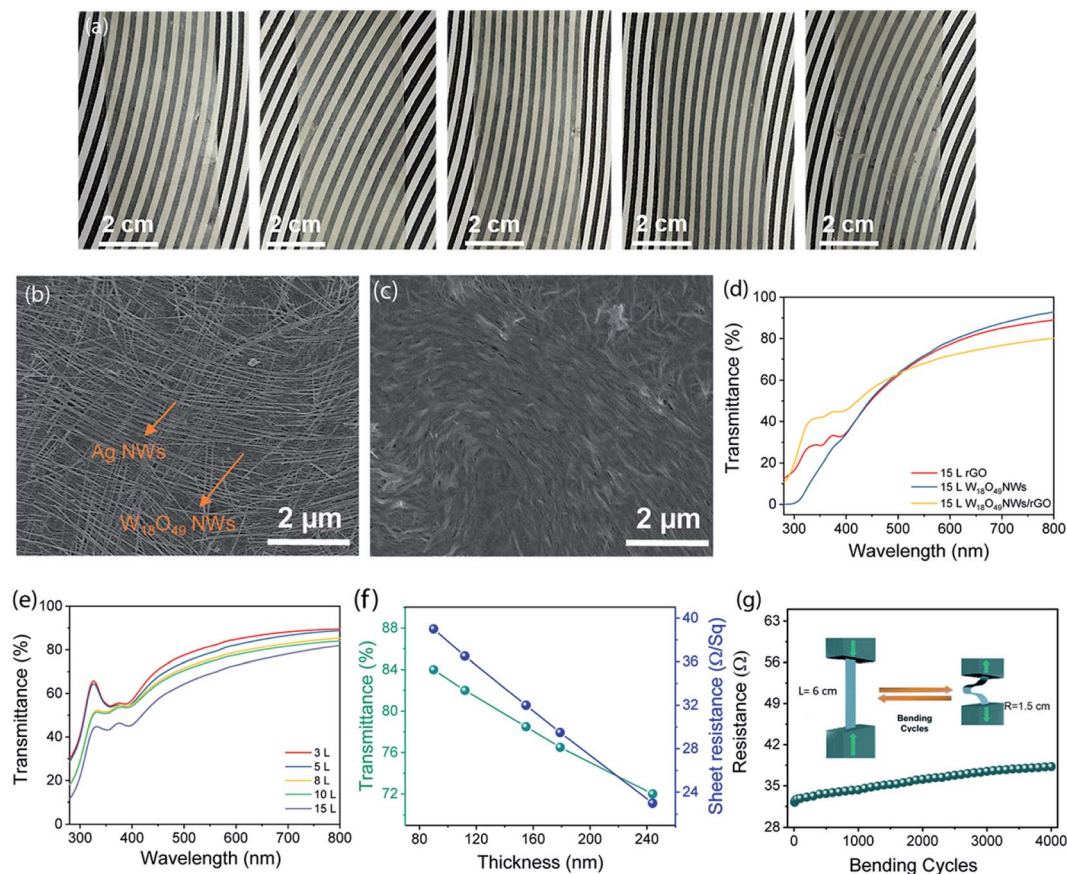 (a)
2 cm
2 cm
2 cm
2 cm
2 cm
(b)
Ag NWs
W₁₈O₄₉ NWs
2 μm
(c)
2 μm
(d)
Transmittance (%)
100
80
60
40
20
0
300 400 500 600 700 800
Wavelength (nm)
15 L rGO
15 L W₁₈O₄₉NWs
15 L W₁₈O₄₉NWs/rGO
(e)
Transmittance (%)
100
80
60
40
20
0
300 400 500 600 700 800
Wavelength (nm)
3 L
5 L
8 L
10 L
15 L
(f)
Transmittance (%)
88
84
80
76
72
80 120 160 200 240
Thickness (nm)
39
36
33
30
27
24
Sheet resistance (Ω/Sq)
(g)
Resistance (Ω)
63
56
49
42
35
28
0 1000 2000 3000 4000
Bending Cycles
L= 6 cm
Bending
Cycles
R=1.5 cm